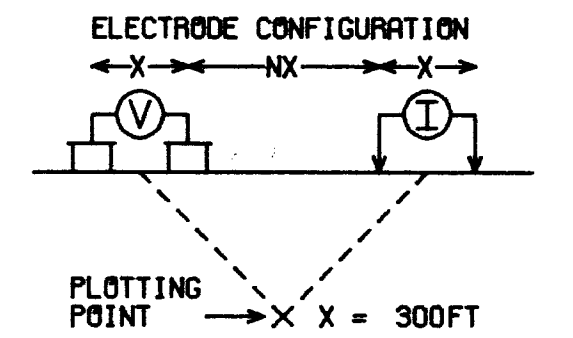 ELECTRODE CONFIGURATION
X NX X
V I
PLOTTING
POINT X X = 300FT